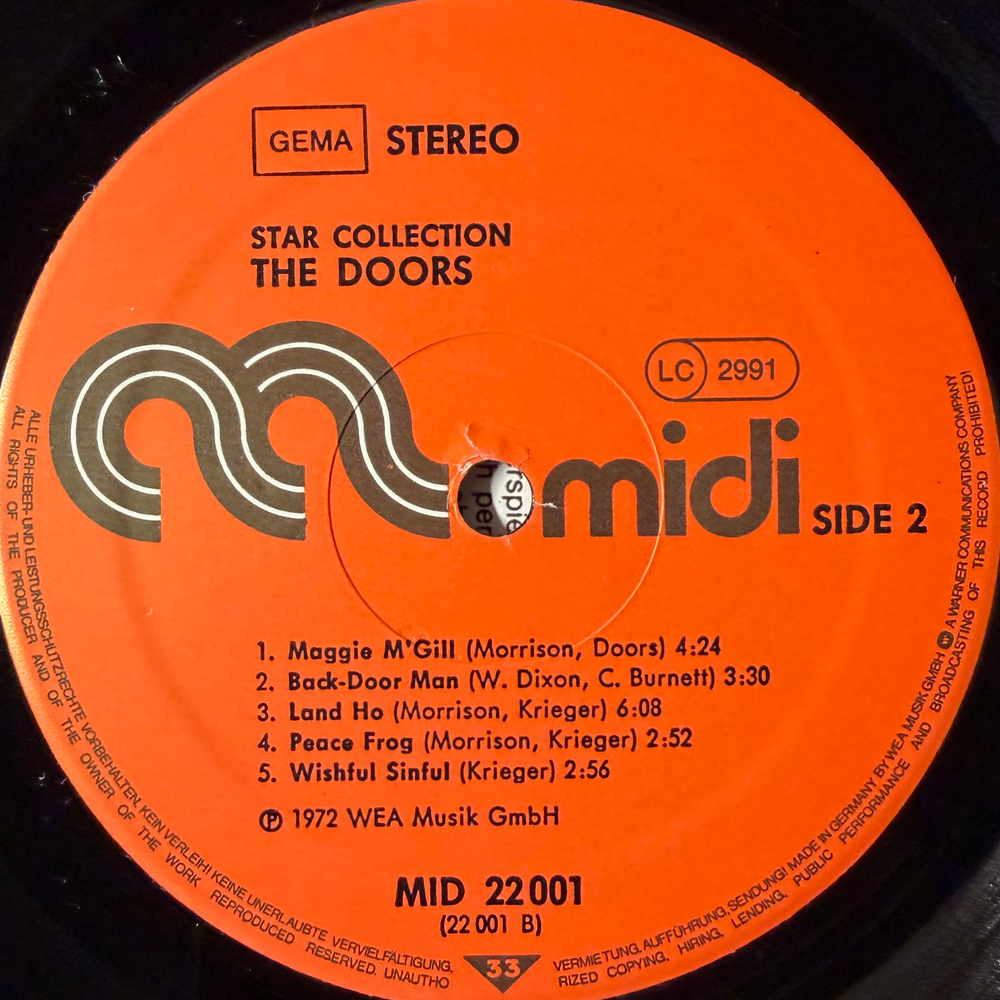 GEMA STEREO
STAR COLLECTION
THE DOORS
LC 2991
midi SIDE 2
rspie
h per
1. Maggie M'Gill (Morrison, Doors) 4:24
2. Back-Door Man (W. Dixon, C. Burnett) 3:30
3. Land Ho (Morrison, Krieger) 6:08
4. Peace Frog (Morrison, Krieger) 2:52
5. Wishful Sinful (Krieger) 2:56
Ⓟ 1972 WEA Musik GmbH
MID 22 001
(22 001 B)
33
ALLE URHEBER- UND LEISTUNGSSCHUTZRECHTE VORBEHALTEN. KEIN VERLEIH! KEINE UNERLAUBTE VERVIELFÄLTIGUNG, VERMIETUNG, AUFFÜHRUNG, SENDUNG! MADE IN GERMANY BY WEA MUSIK GMBH W A WARNER COMMUNICATIONS COMPANY
ALL RIGHTS OF THE PRODUCER AND OF THE OWNER OF THE WORK REPRODUCED RESERVED. UNAUTHORIZED COPYING, HIRING, LENDING, PUBLIC PERFORMANCE AND BROADCASTING OF THIS RECORD PROHIBITED!